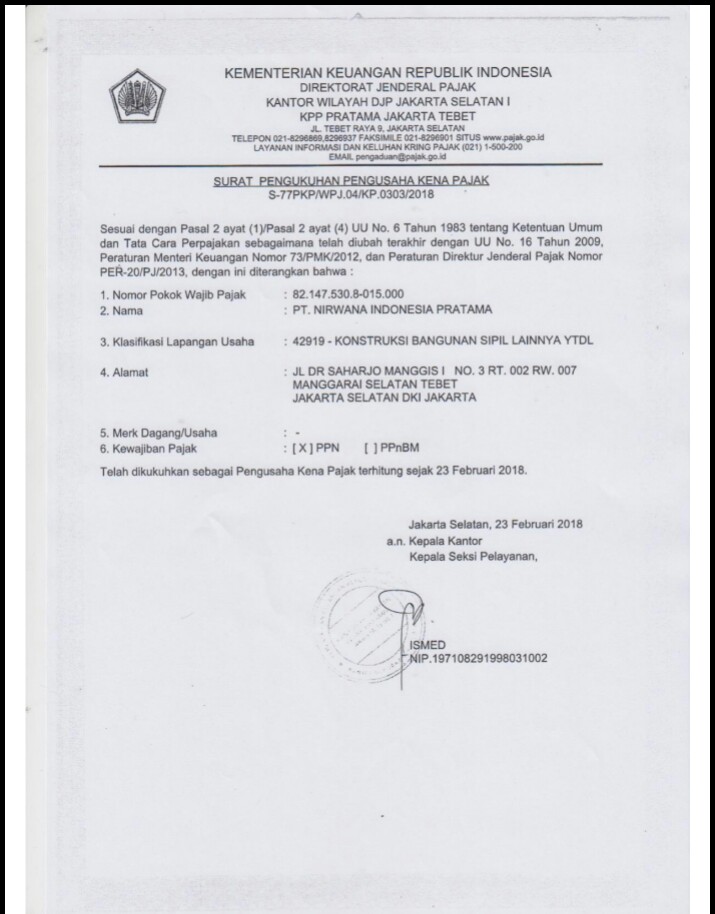 KEMENTERIAN KEUANGAN REPUBLIK INDONESIA
DIREKTORAT JENDERAL PAJAK
KANTOR WILAYAH DJP JAKARTA SELATAN I
KPP PRATAMA JAKARTA TEBET
JL. TEBET RAYA 9, JAKARTA SELATAN
TELEPON 021-8296869,8296937 FAKSIMILE 021-8296901 SITUS www.pajak.go.id
LAYANAN INFORMASI DAN KELUHAN KRING PAJAK (021) 1-500-200
EMAIL pengaduan@pajak.go.id
SURAT PENGUKUHAN PENGUSAHA KENA PAJAK
S-77PKP/WPJ.04/KP.0303/2018
Sesuai dengan Pasal 2 ayat (1)/Pasal 2 ayat (4) UU No. 6 Tahun 1983 tentang Ketentuan Umum
dan Tata Cara Perpajakan sebagaimana telah diubah terakhir dengan UU No. 16 Tahun 2009,
Peraturan Menteri Keuangan Nomor 73/PMK/2012, dan Peraturan Direktur Jenderal Pajak Nomor
PER-20/PJ/2013, dengan ini diterangkan bahwa :
1. Nomor Pokok Wajib Pajak : 82.147.530.8-015.000
2. Nama : PT. NIRWANA INDONESIA PRATAMA
3. Klasifikasi Lapangan Usaha : 42919 - KONSTRUKSI BANGUNAN SIPIL LAINNYA YTDL
4. Alamat : JL DR SAHARJO MANGGIS I NO. 3 RT. 002 RW. 007
MANGGARAI SELATAN TEBET
JAKARTA SELATAN DKI JAKARTA
5. Merk Dagang/Usaha : -
6. Kewajiban Pajak : [ X ] PPN [ ] PPnBM
Telah dikukuhkan sebagai Pengusaha Kena Pajak terhitung sejak 23 Februari 2018.
Jakarta Selatan, 23 Februari 2018
a.n. Kepala Kantor
Kepala Seksi Pelayanan,
ISMED
NIP.197108291998031002